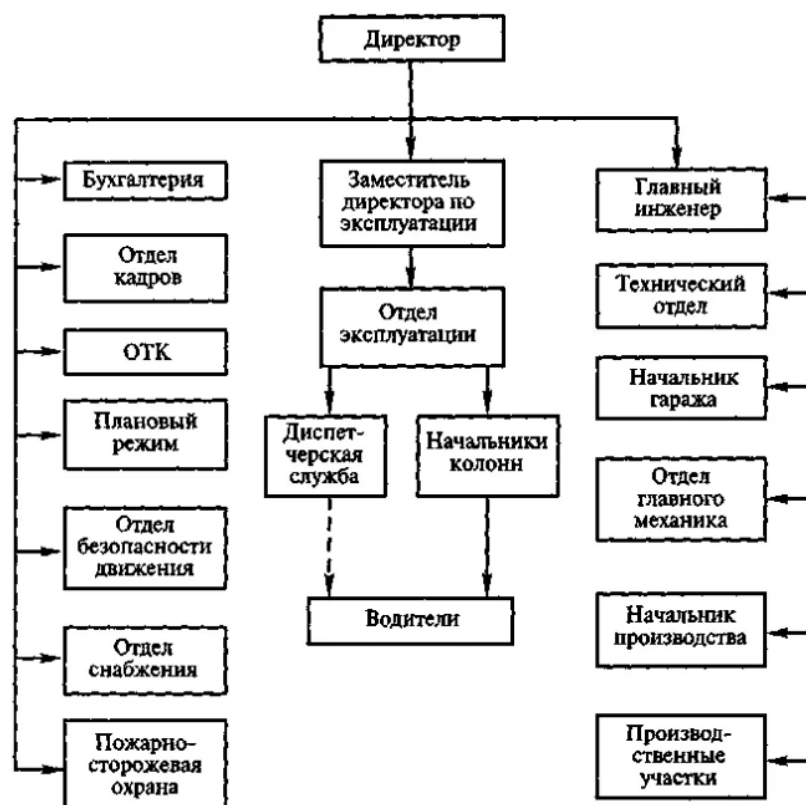 Директор
Бухгалтерия
Отдел
кадров
ОТК
Плановый
режим
Отдел
безопасности
движения
Отдел
снабжения
Пожарно-
сторожевая
охрана
Заместитель
директора по
эксплуатации
Отдел
эксплуатации
Диспет-
черская
служба
Начальники
колонн
Водители
Главный
инженер
Технический
отдел
Начальник
гаража
Отдел
главного
механика
Начальник
производства
Производ-
ственные
участки